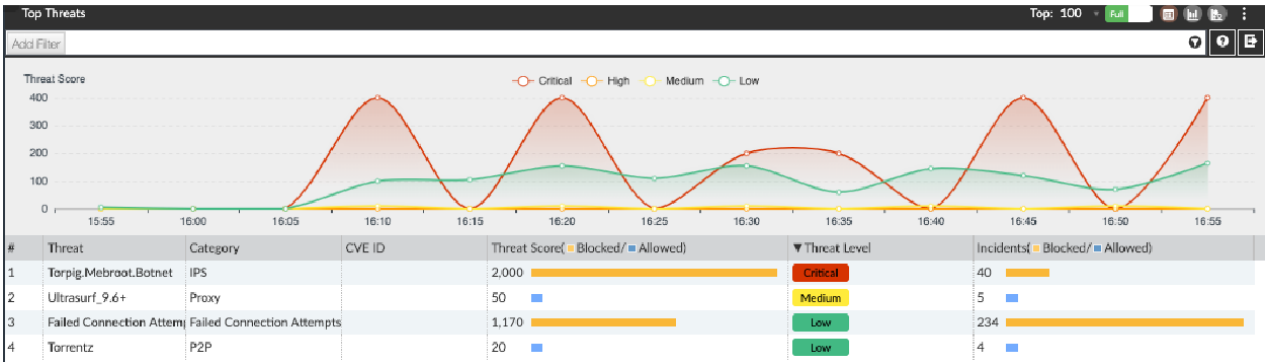 Top Threats Top: 100 Full
Add Filter
Threat Score Critical High Medium Low
400
300
200
100
0
15:55 16:00 16:05 16:10 16:15 16:20 16:25 16:30 16:35 16:40 16:45 16:50 16:55
# Threat Category CVE ID Threat Score( Blocked/ Allowed) ▼ Threat Level Incidents( Blocked/ Allowed)
1 Torpig.Mebroot.Botnet IPS 2,000 Critical 40
2 Ultrasurf_9.6+ Proxy 50 Medium 5
3 Failed Connection Attemp Failed Connection Attempts 1,170 Low 234
4 Torrentz P2P 20 Low 4